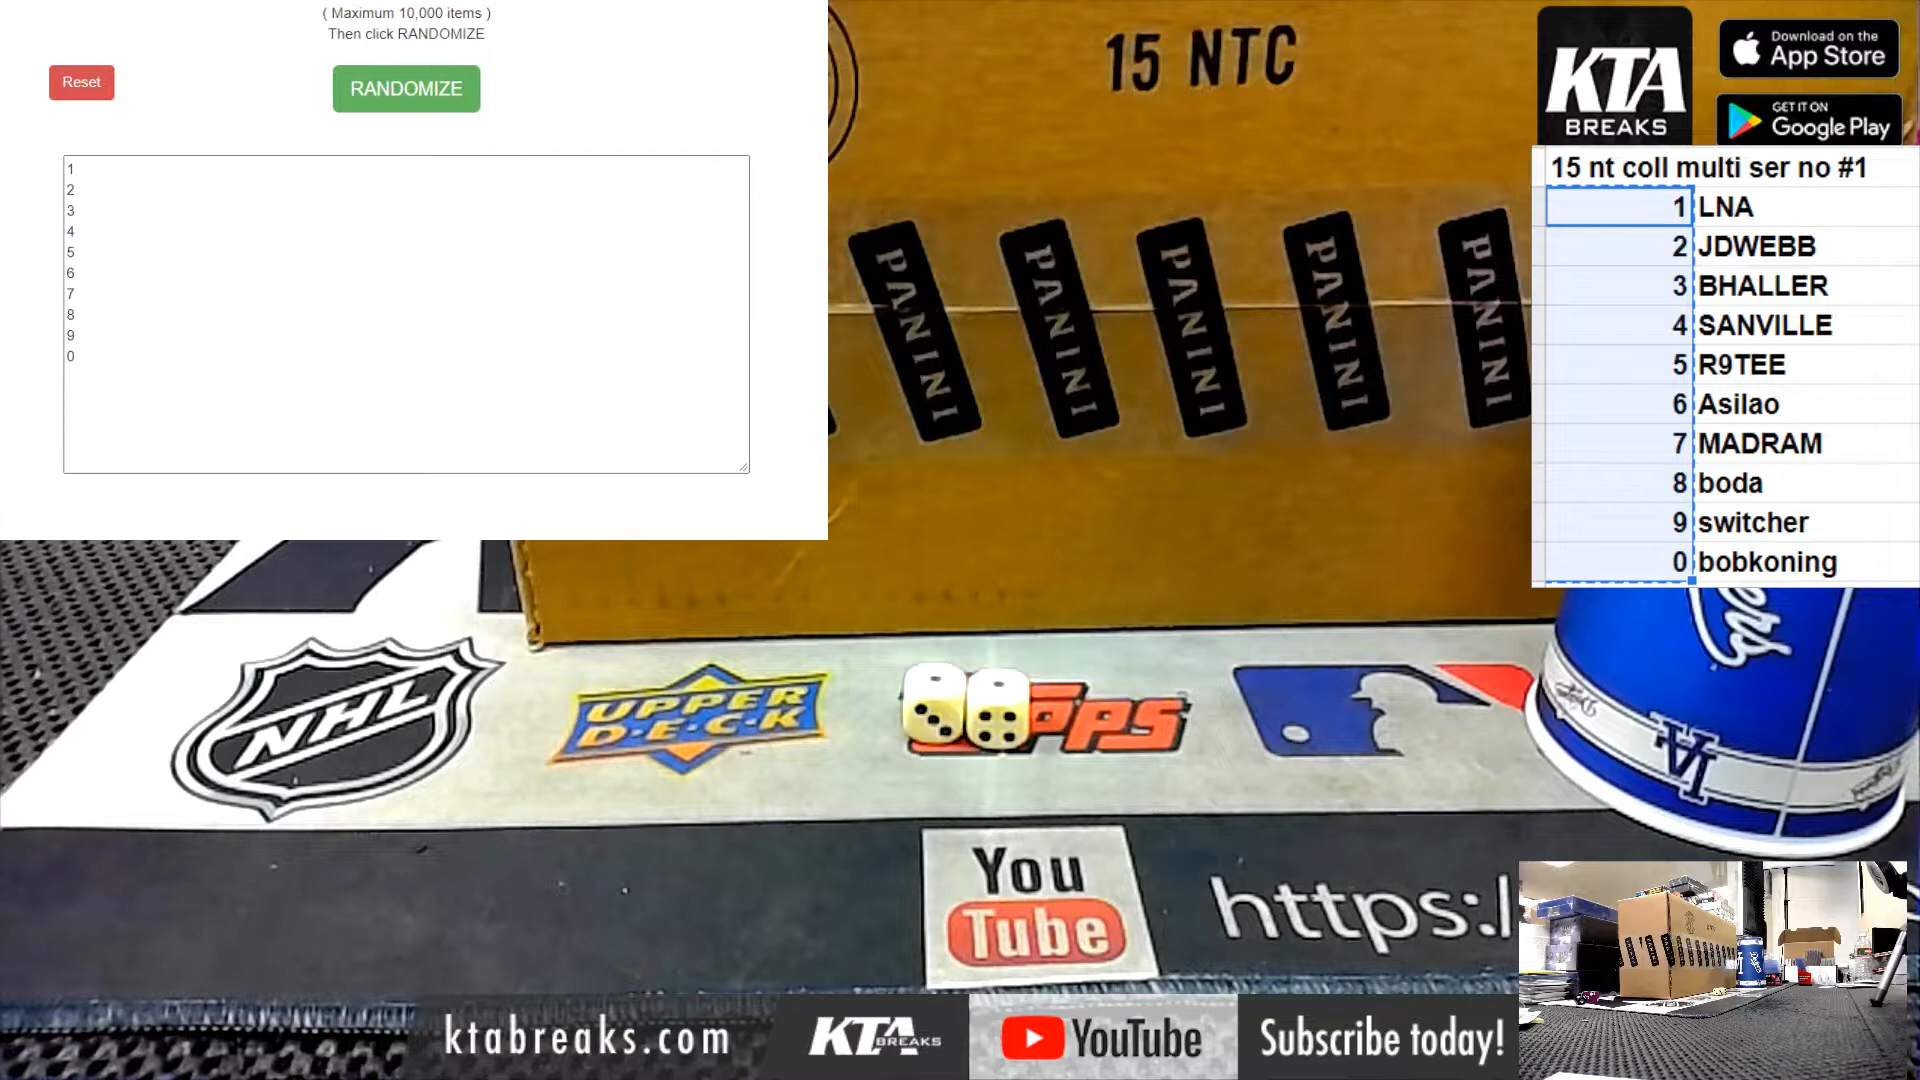 ( Maximum 10,000 items )
Then click RANDOMIZE
Reset
RANDOMIZE
1
2
3
4
5
6
7
8
9
0
15 NTC
PANINI
PANINI
PANINI
PANINI
PANINI
KTA
BREAKS
Download on the
App Store
GET IT ON
Google Play
15 nt coll multi ser no #1
1 LNA
2 JDWEBB
3 BHALLER
4 SANVILLE
5 R9TEE
6 Asilao
7 MADRAM
8 boda
9 switcher
0 bobkoning
NHL
UPPER
D·E·C·K
LA
You
Tube
https:/
ktabreaks.com
KTA
BREAKS
YouTube
Subscribe today!